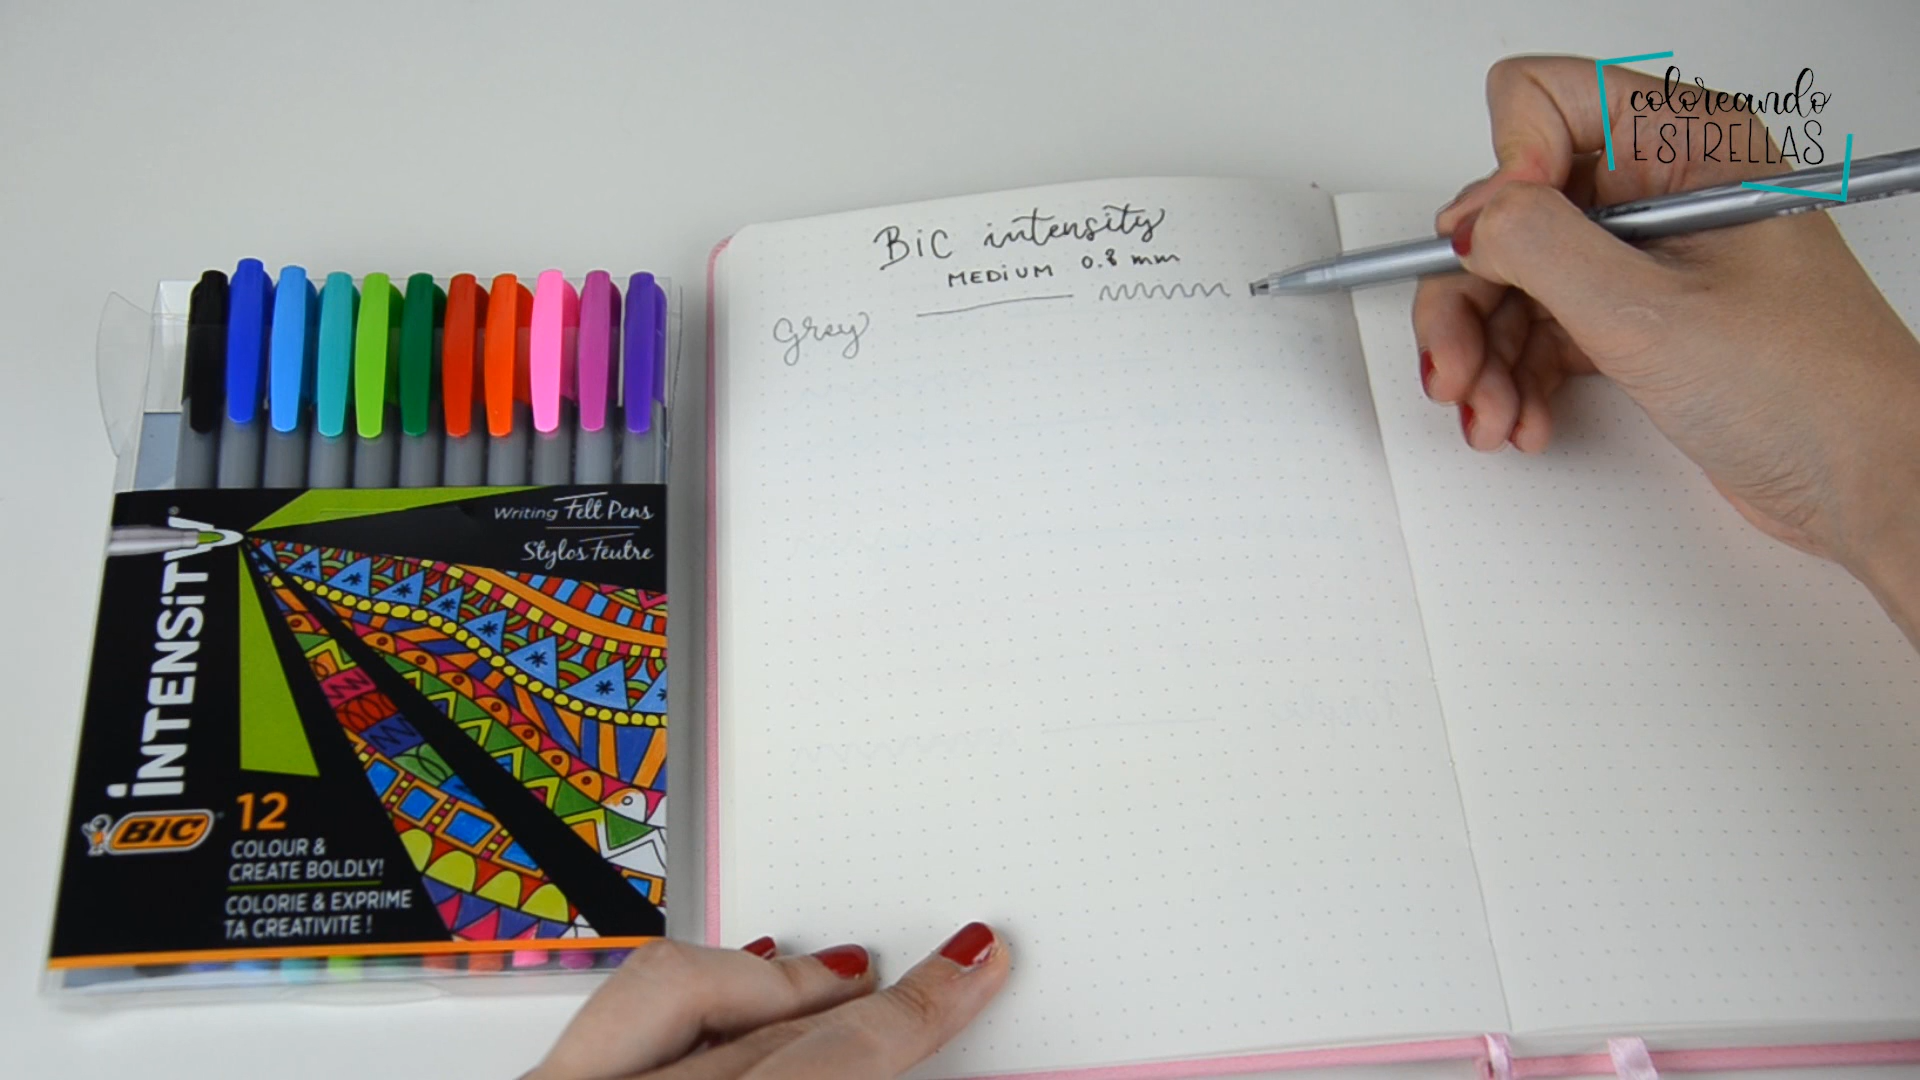 coloreando
ESTRELLAS
BiC intensity
MEDIUM 0.8 mm
Grey
Writing Felt Pens
Stylos feutre
iNTENSiTY
BiC
12
COLOUR &
CREATE BOLDLY!
COLORIE & EXPRIME
TA CREATIVITE !